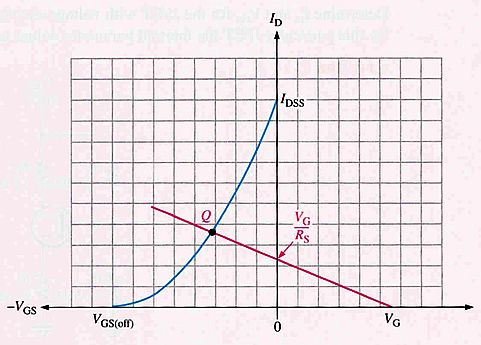 I_D
I_DSS
Q
V_G
R_S
-V_GS
V_GS(off)
0
V_G